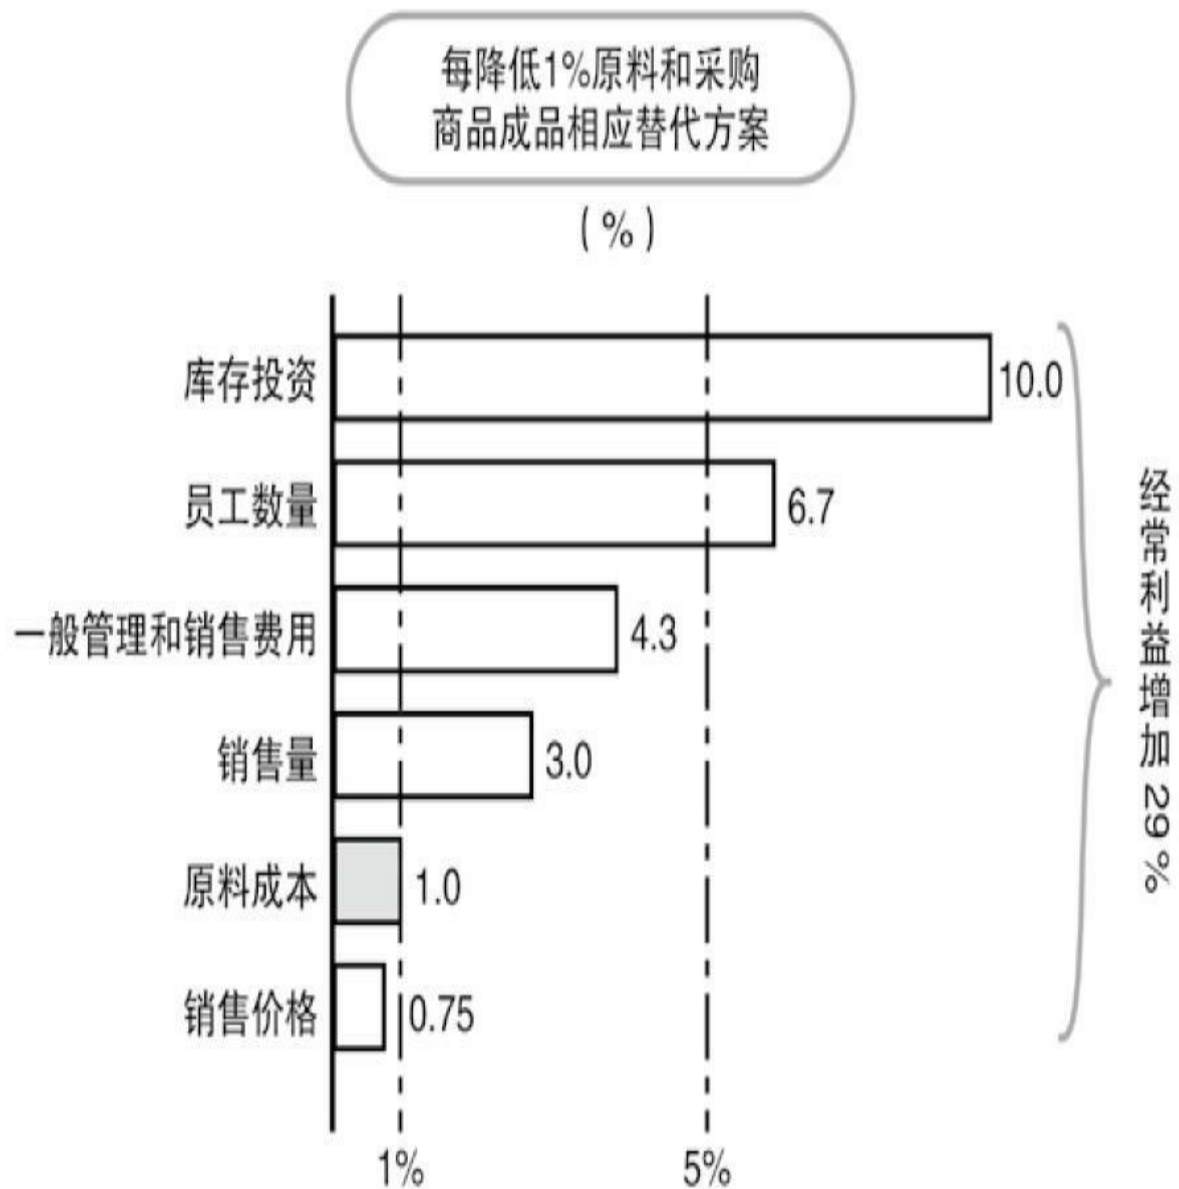 每降低1%原料和采购
商品成品相应替代方案
(%)
库存投资 10.0
员工数量 6.7
一般管理和销售费用 4.3
销售量 3.0
原料成本 1.0
销售价格 0.75
1% 5%
经常利益增加29%